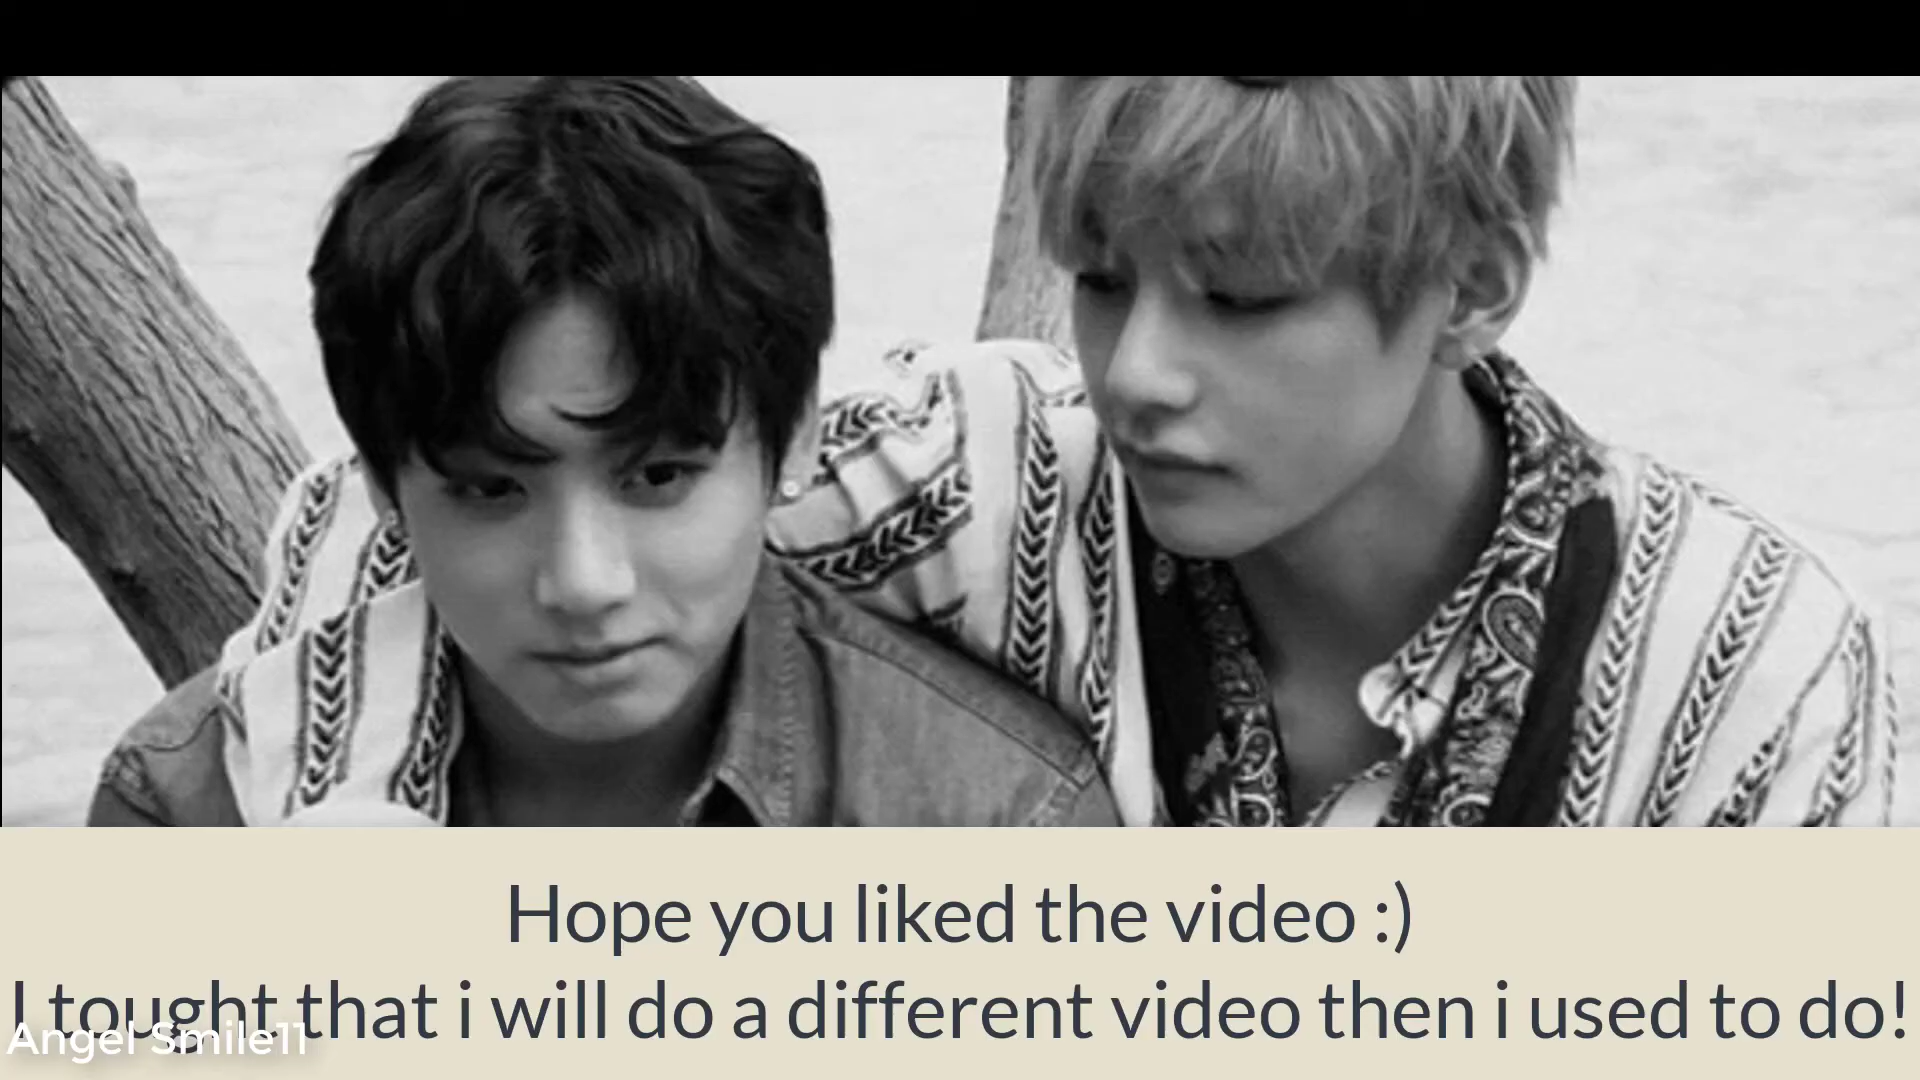 Hope you liked the video :)
I tought that i will do a different video then i used to do!
Angel Smile11